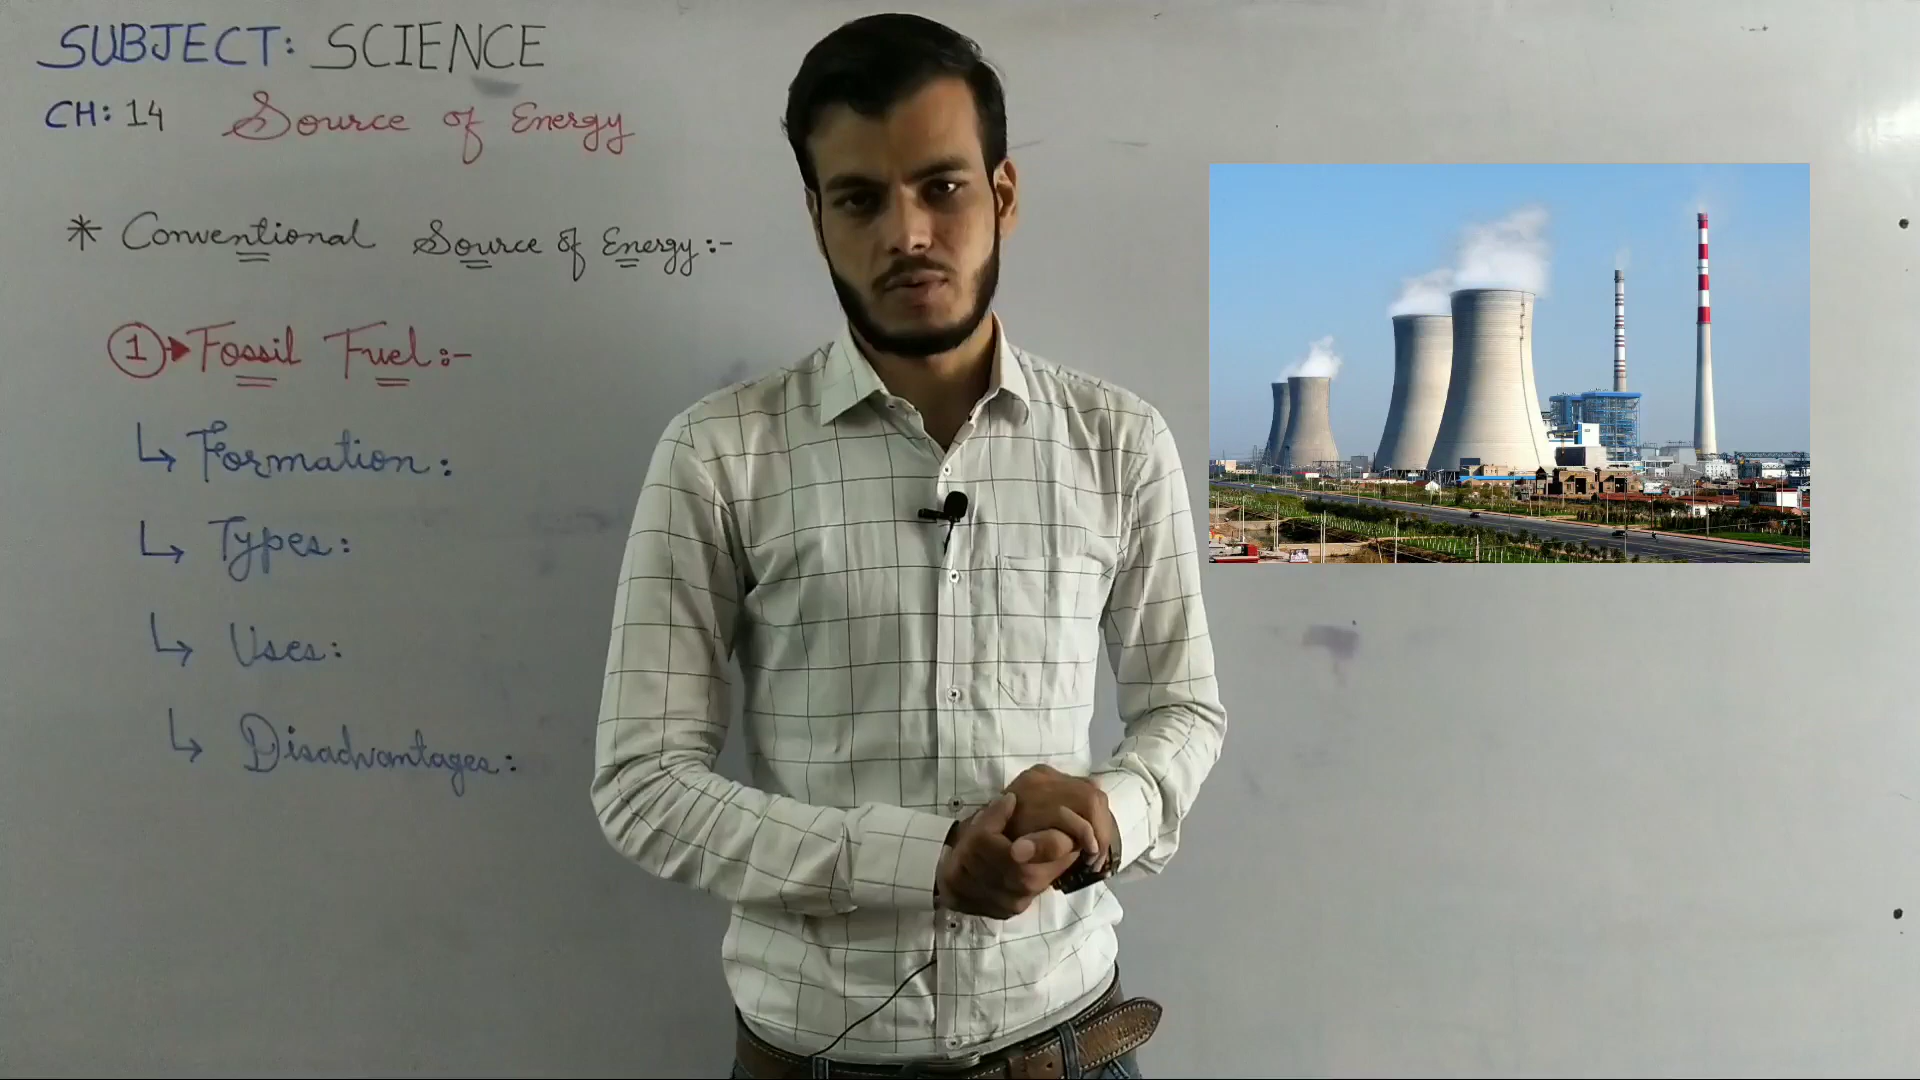 SUBJECT: SCIENCE
CH: 14 Source of Energy
* Conventional Source of Energy:-
1 → Fossil Fuel:-
↳ Formation:
↳ Types:
↳ Uses:
↳ Disadvantages: